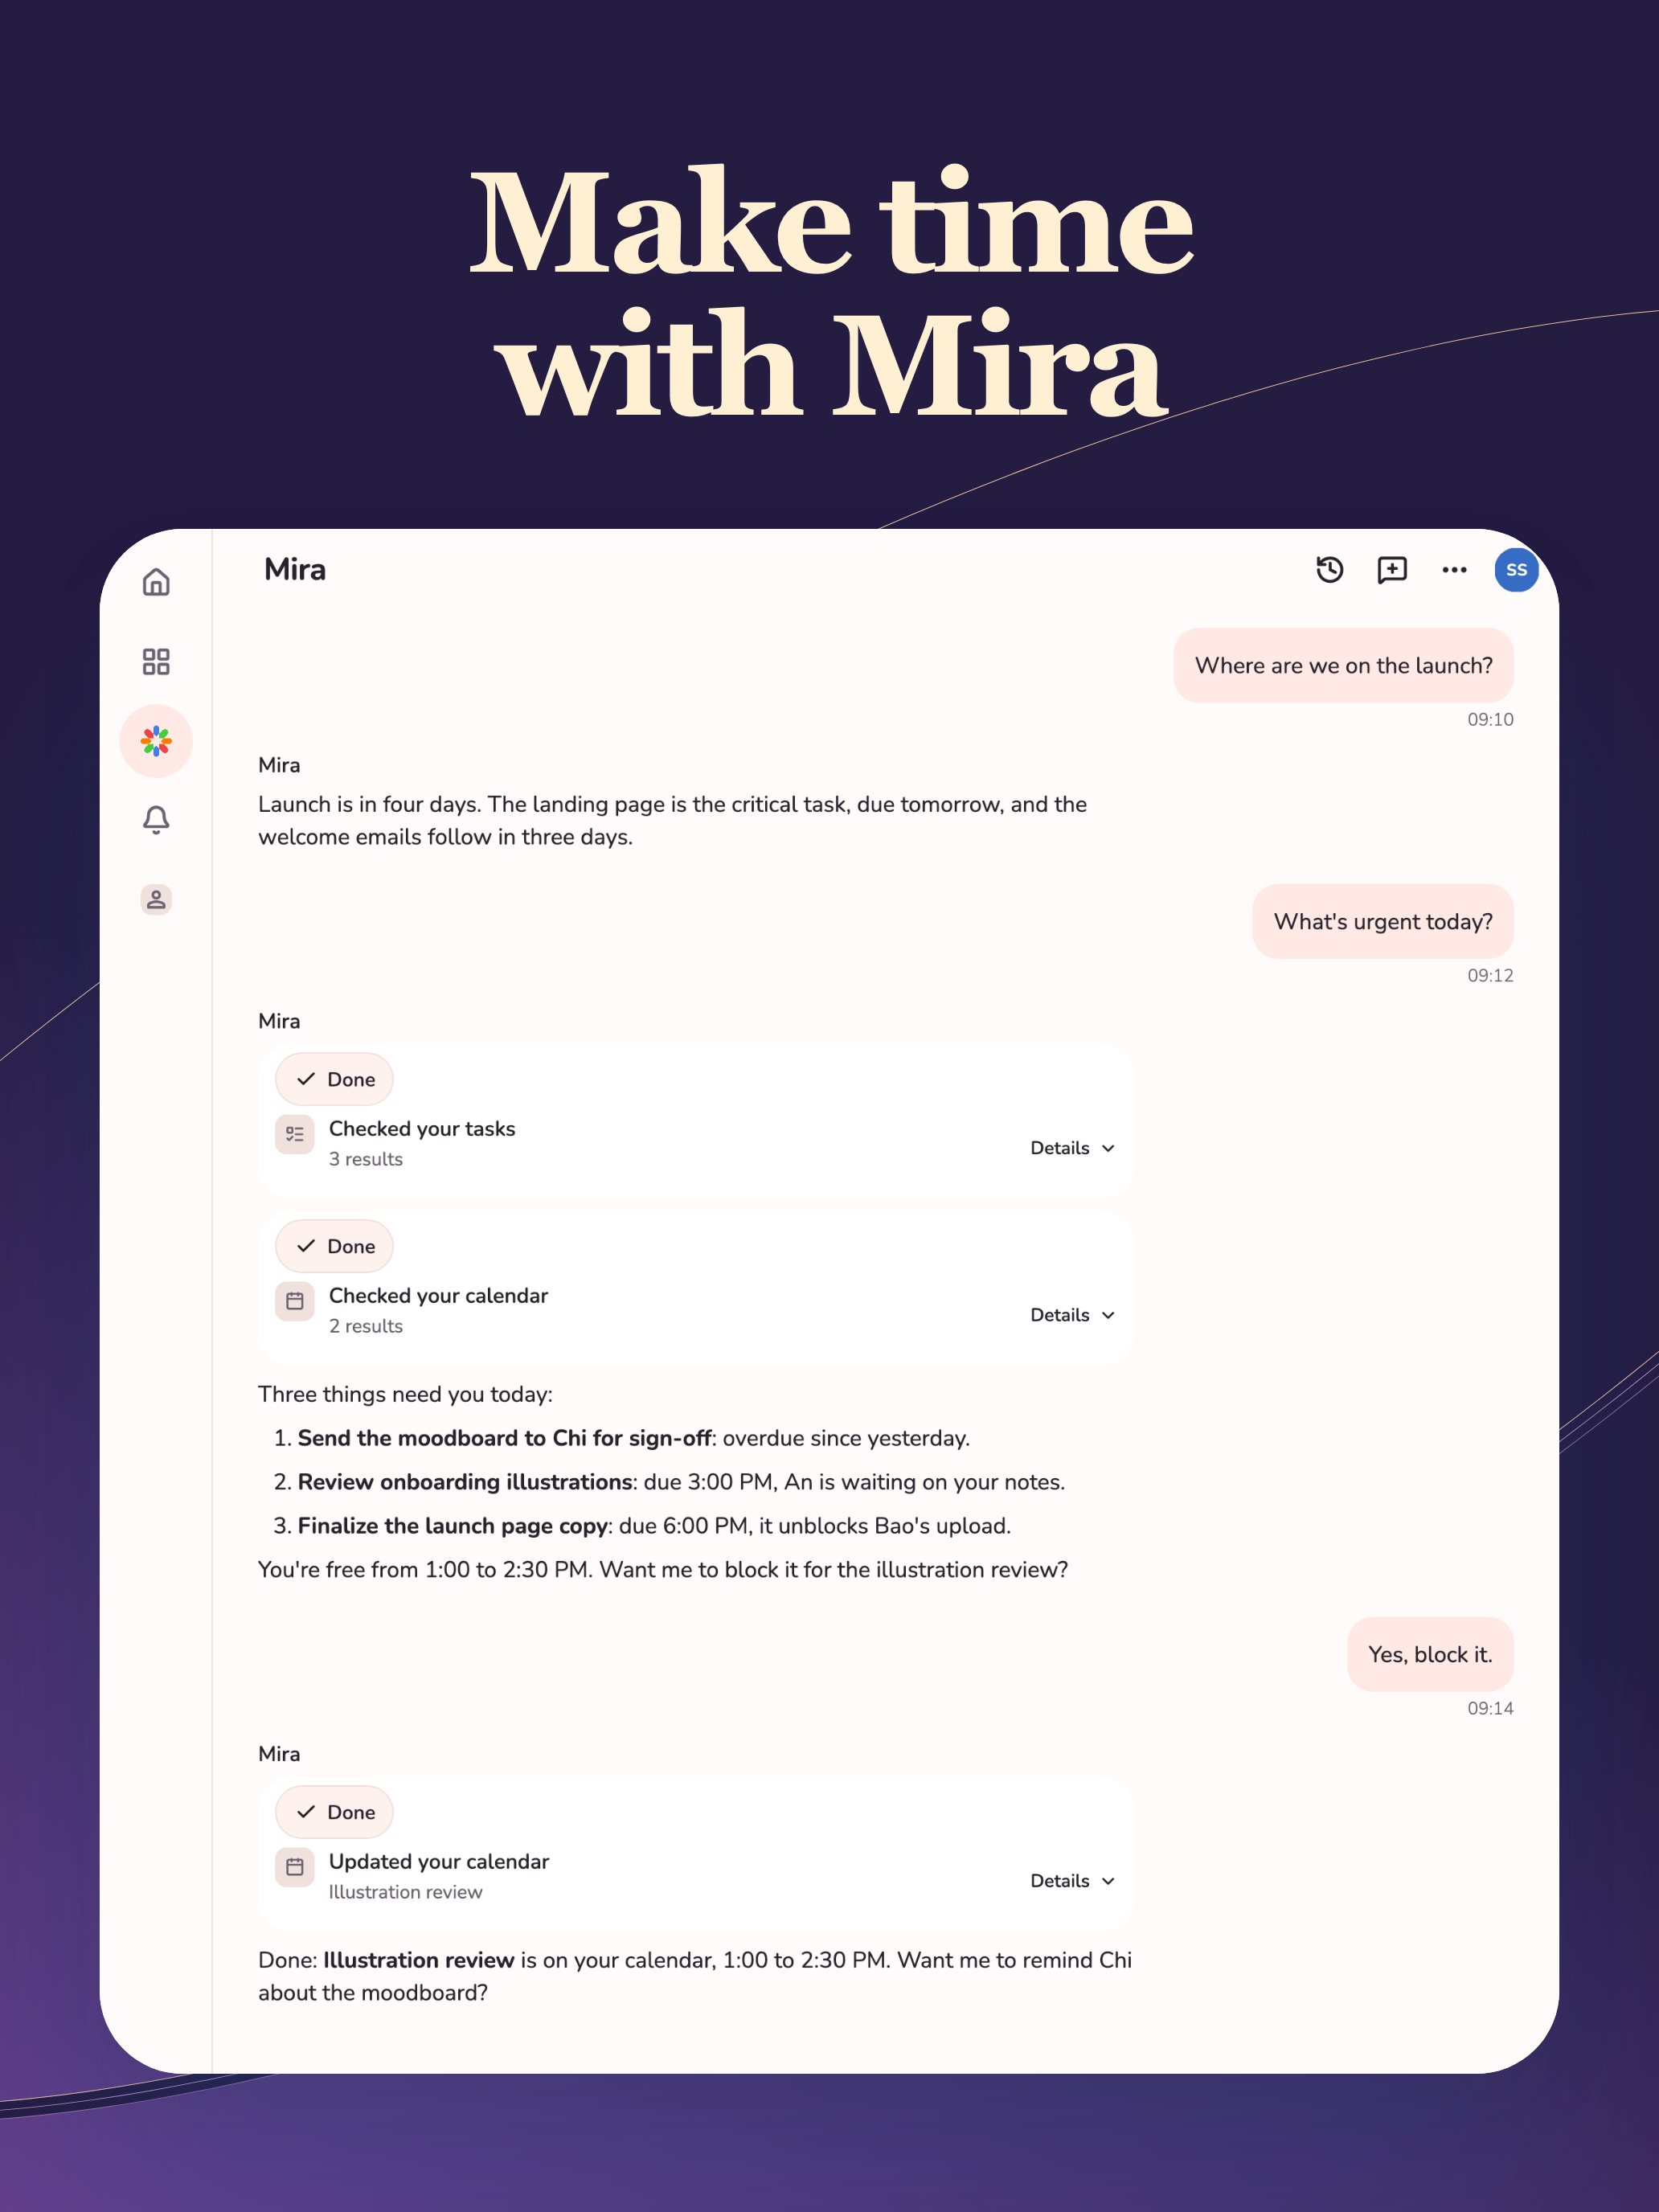 Make time
with Mira
Mira
SS
Where are we on the launch?
09:10
Mira
Launch is in four days. The landing page is the critical task, due tomorrow, and the
welcome emails follow in three days.
What's urgent today?
09:12
Mira
Done
Checked your tasks
3 results
Details
Done
Checked your calendar
2 results
Details
Three things need you today:
1. Send the moodboard to Chi for sign-off: overdue since yesterday.
2. Review onboarding illustrations: due 3:00 PM, An is waiting on your notes.
3. Finalize the launch page copy: due 6:00 PM, it unblocks Bao's upload.
You're free from 1:00 to 2:30 PM. Want me to block it for the illustration review?
Yes, block it.
09:14
Mira
Done
Updated your calendar
Illustration review
Details
Done: Illustration review is on your calendar, 1:00 to 2:30 PM. Want me to remind Chi
about the moodboard?